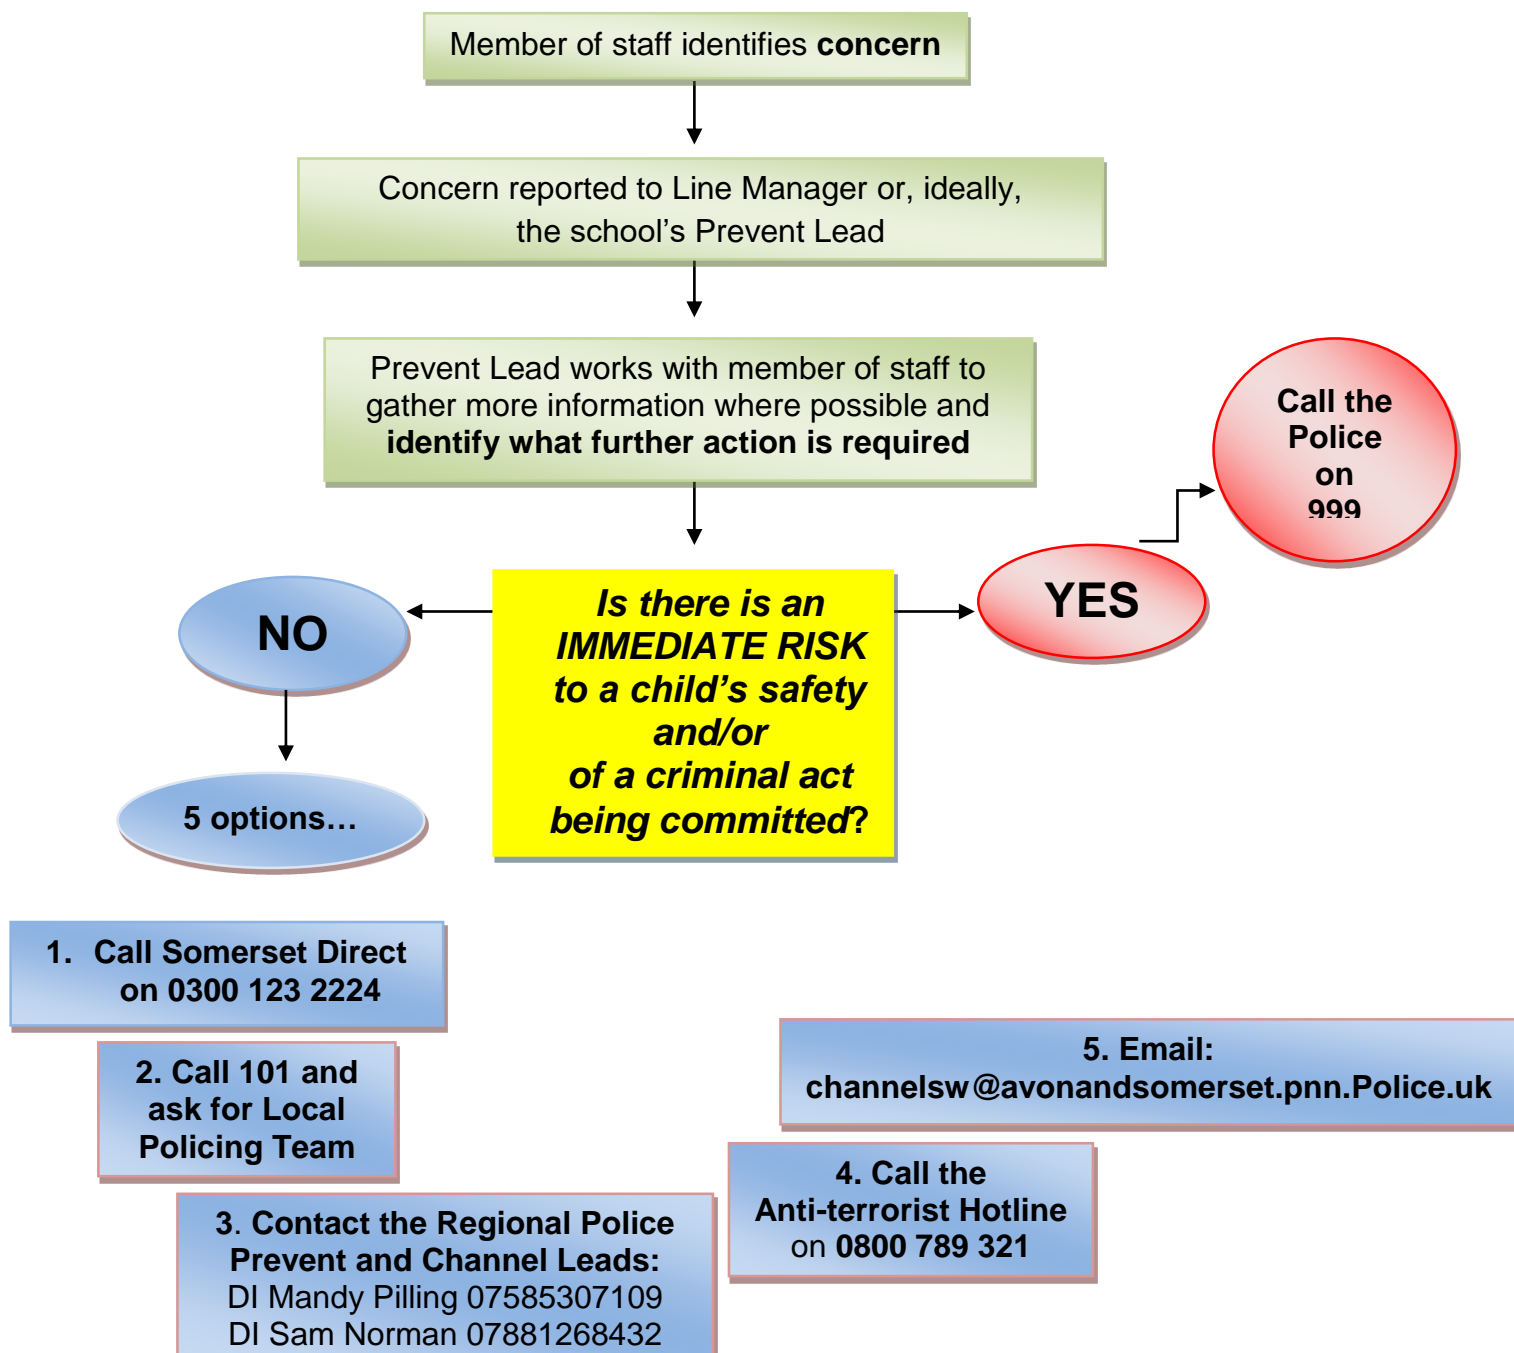 Member of staff identifies concern
Concern reported to Line Manager or, ideally,
the school's Prevent Lead
Prevent Lead works with member of staff to
gather more information where possible and
identify what further action is required
Call the
Police
on
999
YES
NO
Is there is an
IMMEDIATE RISK
to a child's safety
and/or
of a criminal act
being committed?
5 options…
1. Call Somerset Direct
on 0300 123 2224
2. Call 101 and
ask for Local
Policing Team
3. Contact the Regional Police
Prevent and Channel Leads:
DI Mandy Pilling 07585307109
DI Sam Norman 07881268432
4. Call the
Anti-terrorist Hotline
on 0800 789 321
5. Email:
channelsw@avonandsomerset.pnn.Police.uk